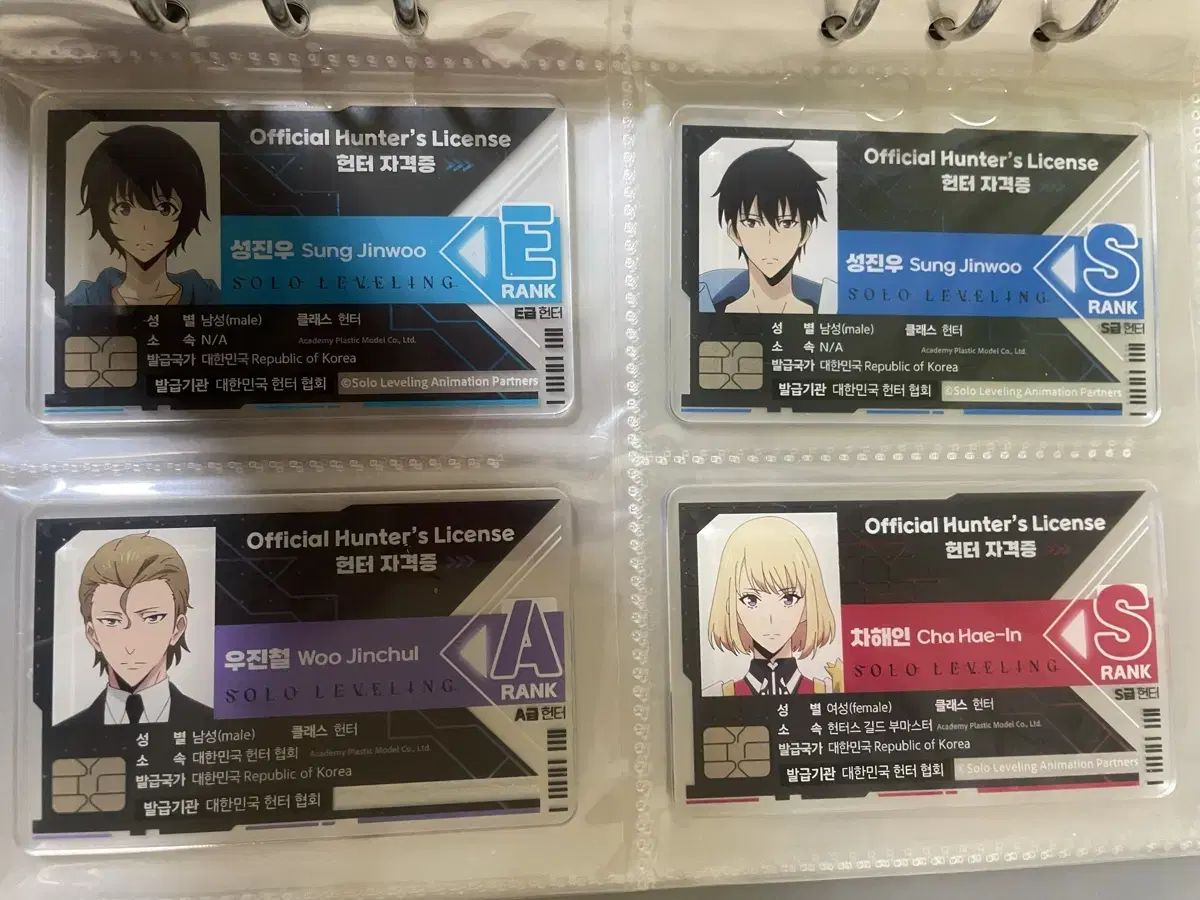 Official Hunter's License
헌터 자격증
성진우 Sung Jinwoo
SOLO LEVELING
E
RANK
E급 헌터
성 별 남성(male) 클래스 헌터
소 속 N/A Academy Plastic Model Co., Ltd.
발급국가 대한민국 Republic of Korea
발급기관 대한민국 헌터 협회 ©Solo Leveling Animation Partners
Official Hunter's License
헌터 자격증
성진우 Sung Jinwoo
SOLO LEVELING
S
RANK
S급 헌터
성 별 남성(male) 클래스 헌터
소 속 N/A Academy Plastic Model Co., Ltd.
발급국가 대한민국 Republic of Korea
발급기관 대한민국 헌터 협회 ©Solo Leveling Animation Partners
Official Hunter's License
헌터 자격증
우진철 Woo Jinchul
SOLO LEVELING
A
RANK
A급 헌터
성 별 남성(male) 클래스 헌터
소 속 대한민국 헌터 협회 Academy Plastic Model Co., Ltd.
발급국가 대한민국 Republic of Korea
발급기관 대한민국 헌터 협회
Official Hunter's License
헌터 자격증
차해인 Cha Hae-In
SOLO LEVELING
S
RANK
S급 헌터
성 별 여성(female) 클래스 헌터
소 속 헌터스 길드 부마스터 Academy Plastic Model Co., Ltd.
발급국가 대한민국 Republic of Korea
발급기관 대한민국 헌터 협회 ©Solo Leveling Animation Partners